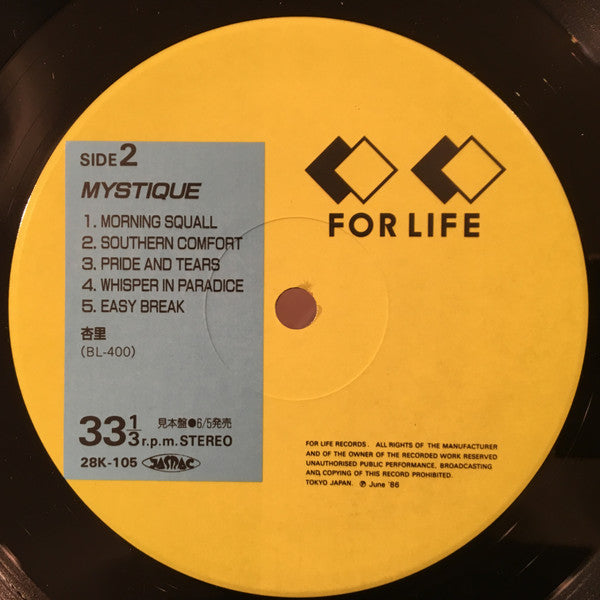 SIDE 2
MYSTIQUE
1. MORNING SQUALL
2. SOUTHERN COMFORT
3. PRIDE AND TEARS
4. WHISPER IN PARADICE
5. EASY BREAK
杏里
(BL-400)
33 1/3 r.p.m. STEREO 見本盤●6/5発売
28K-105 JASRAC
FOR LIFE
FOR LIFE RECORDS. ALL RIGHTS OF THE MANUFACTURER
AND OF THE OWNER OF THE RECORDED WORK RESERVED
UNAUTHORISED PUBLIC PERFORMANCE, BROADCASTING
AND COPYING OF THIS RECORD PROHIBITED.
TOKYO JAPAN. ℗ June '86